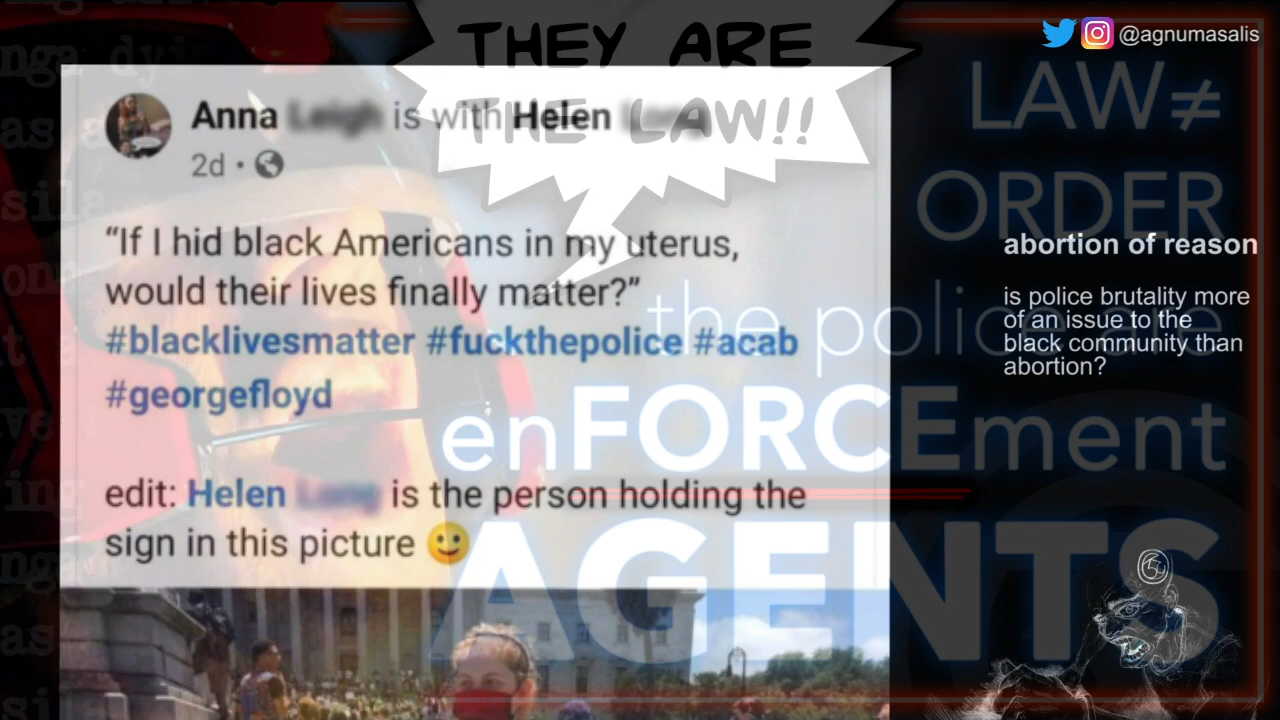 THEY ARE
THE LAW!!
@agnumasalis
Anna Leigh is with Helen
2d
LAW≠
ORDER
“If I hid black Americans in my uterus,
would their lives finally matter?”
#blacklivesmatter #fuckthepolice #acab
#georgefloyd
edit: Helen is the person holding the
sign in this picture 🙂
abortion of reason
is police brutality more
of an issue to the
black community than
abortion?
the police are
enFORCEment
AGENTS